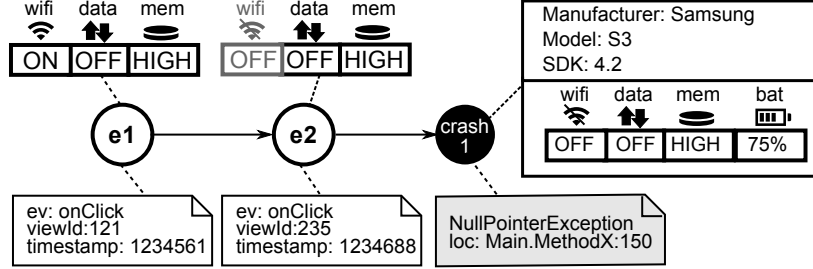 wifi data mem
ON OFF HIGH
wifi data mem
OFF OFF HIGH
Manufacturer: Samsung
Model: S3
SDK: 4.2
wifi data mem bat
OFF OFF HIGH 75%
e1
e2
crash
1
ev: onClick
viewId:121
timestamp: 1234561
ev: onClick
viewId:235
timestamp: 1234688
NullPointerException
loc: Main.MethodX:150